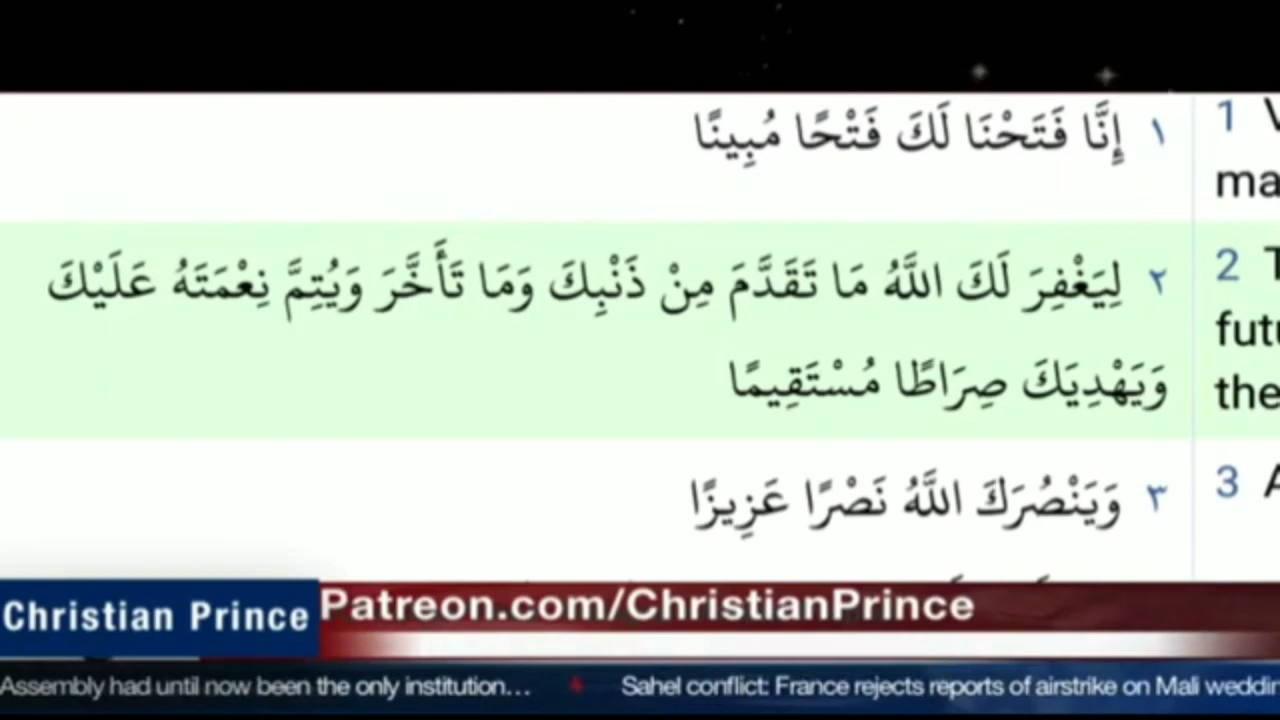 ١ إِنَّا فَتَحْنَا لَكَ فَتْحًا مُبِينًا
1
ma
٢ لِيَغْفِرَ لَكَ اللَّهُ مَا تَقَدَّمَ مِنْ ذَنْبِكَ وَمَا تَأَخَّرَ وَيُتِمَّ نِعْمَتَهُ عَلَيْكَ
وَيَهْدِيَكَ صِرَاطًا مُسْتَقِيمًا
2 T
futu
the
٣ وَيَنْصُرَكَ اللَّهُ نَصْرًا عَزِيزًا
3 A
Christian Prince
Patreon.com/ChristianPrince
Assembly had until now been the only institution... Sahel conflict: France rejects reports of airstrike on Mali weddin